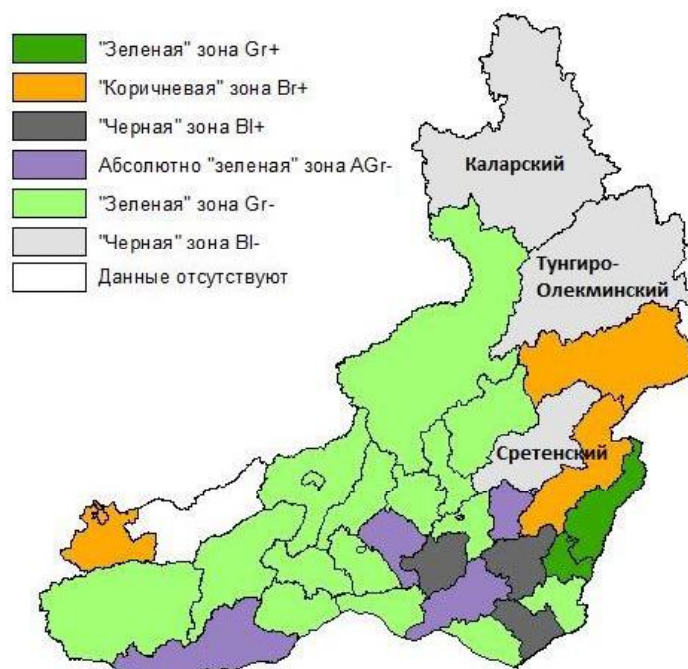 "Зеленая" зона Gr+
"Коричневая" зона Br+
"Черная" зона Bl+
Абсолютно "зеленая" зона AGr-
"Зеленая" зона Gr-
"Черная" зона Bl-
Данные отсутствуют
Каларский
Тунгиро-
Олекминский
Сретенский